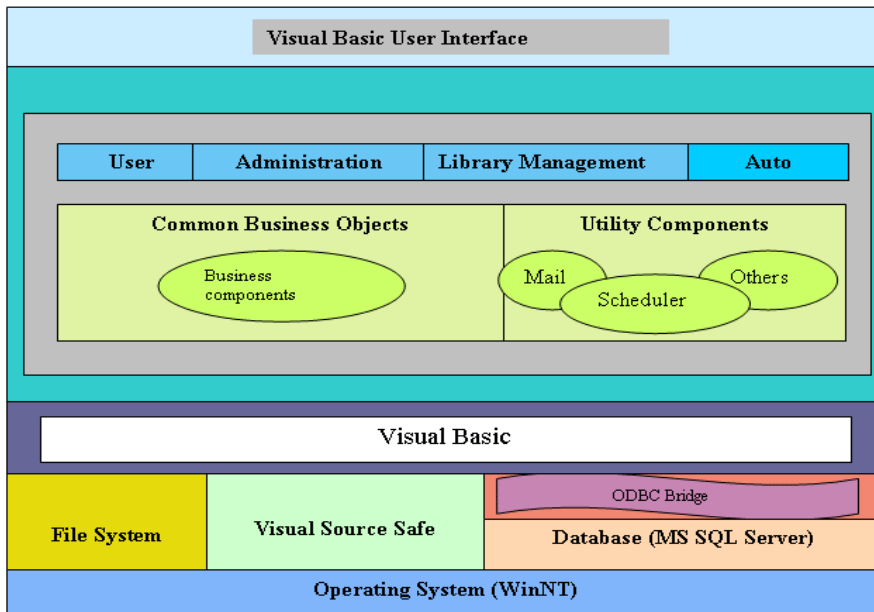 Visual Basic User Interface
User
Administration
Library Management
Auto
Common Business Objects
Utility Components
Business
components
Mail
Scheduler
Others
Visual Basic
File System
Visual Source Safe
ODBC Bridge
Database (MS SQL Server)
Operating System (WinNT)